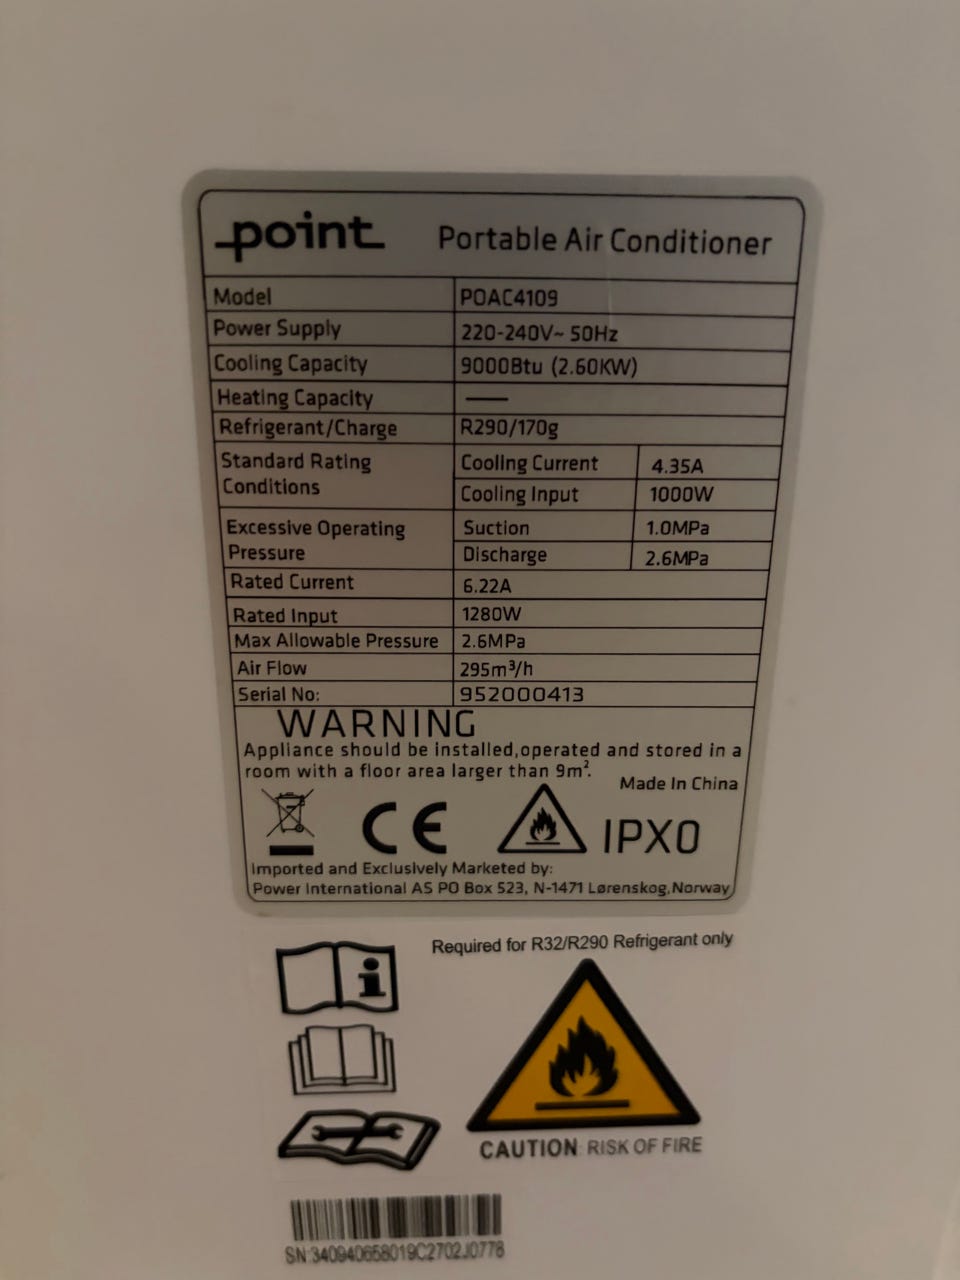 point Portable Air Conditioner
Model POAC4109
Power Supply 220-240V~ 50Hz
Cooling Capacity 9000Btu (2.60KW)
Heating Capacity —
Refrigerant/Charge R290/170g
Standard Rating Conditions Cooling Current 4.35A
Cooling Input 1000W
Excessive Operating Pressure Suction 1.0MPa
Discharge 2.6MPa
Rated Current 6.22A
Rated Input 1280W
Max Allowable Pressure 2.6MPa
Air Flow 295m³/h
Serial No: 952000413
WARNING
Appliance should be installed,operated and stored in a
room with a floor area larger than 9m².
Made In China
CE IPX0
Imported and Exclusively Marketed by:
Power International AS PO Box 523, N-1471 Lørenskog,Norway
Required for R32/R290 Refrigerant only
CAUTION: RISK OF FIRE
SN:340940658019C2702J0778